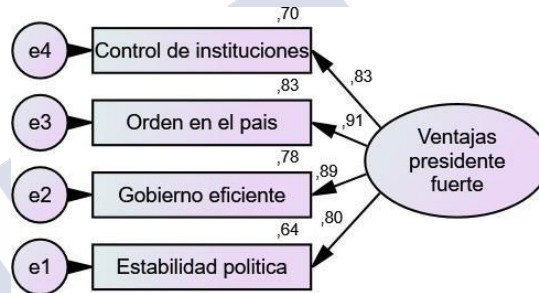 ,70
e4
Control de instituciones
,83
,83
e3
Orden en el pais
,91
Ventajas
presidente
fuerte
,78
e2
Gobierno eficiente
,89
,64
e1
Estabilidad politica
,80